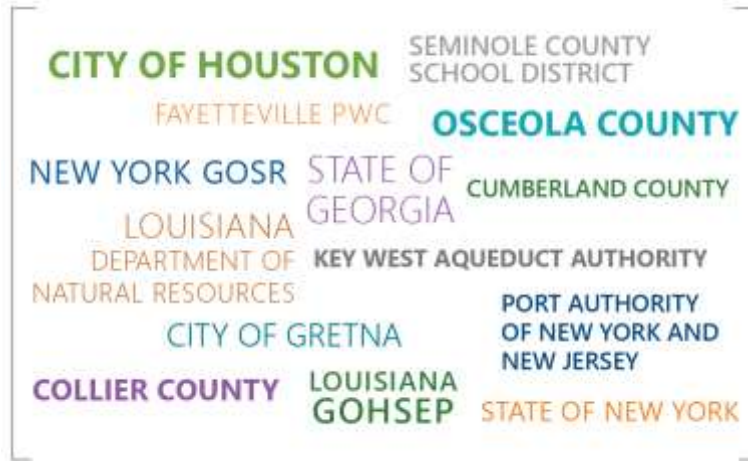 CITY OF HOUSTON
SEMINOLE COUNTY
SCHOOL DISTRICT
FAYETTEVILLE PWC
OSCEOLA COUNTY
NEW YORK GOSR
STATE OF
GEORGIA
CUMBERLAND COUNTY
LOUISIANA
DEPARTMENT OF
NATURAL RESOURCES
KEY WEST AQUEDUCT AUTHORITY
CITY OF GRETNA
PORT AUTHORITY
OF NEW YORK AND
NEW JERSEY
COLLIER COUNTY
LOUISIANA
GOHSEP
STATE OF NEW YORK